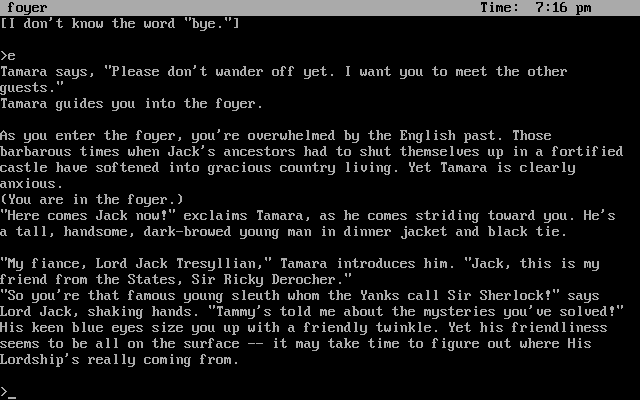 foyer Time: 7:16 pm
[I don't know the word "bye."]
>e
Tamara says, "Please don't wander off yet. I want you to meet the other
guests."
Tamara guides you into the foyer.
As you enter the foyer, you're overwhelmed by the English past. Those
barbarous times when Jack's ancestors had to shut themselves up in a fortified
castle have softened into gracious country living. Yet Tamara is clearly
anxious.
(You are in the foyer.)
"Here comes Jack now!" exclaims Tamara, as he comes striding toward you. He's
a tall, handsome, dark-browed young man in dinner jacket and black tie.
"My fiance, Lord Jack Tresyllian," Tamara introduces him. "Jack, this is my
friend from the States, Sir Ricky Derocher."
"So you're that famous young sleuth whom the Yanks call Sir Sherlock!" says
Lord Jack, shaking hands. "Tammy's told me about the mysteries you've solved!"
His keen blue eyes size you up with a friendly twinkle. Yet his friendliness
seems to be all on the surface -- it may take time to figure out where His
Lordship's really coming from.
>_